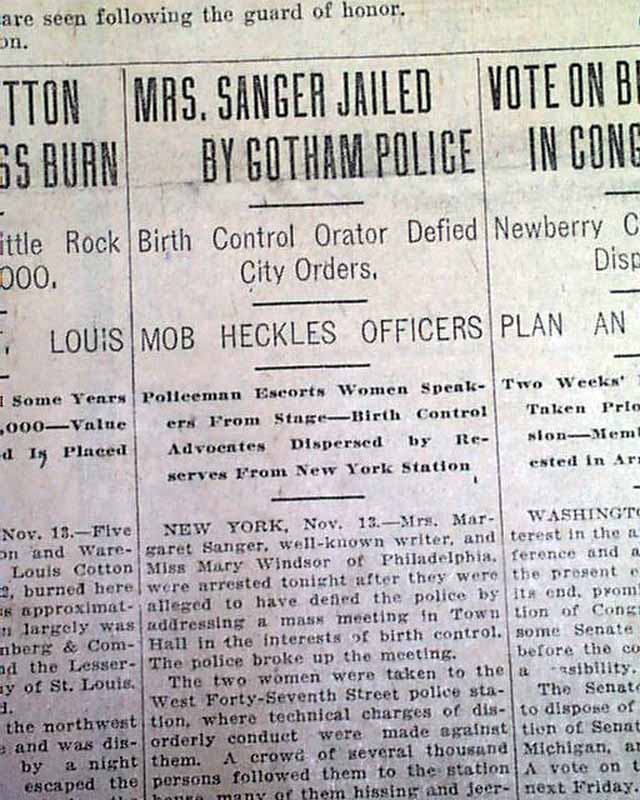 are seen following the guard of honor.
on.
TTON
SS BURN
ittle Rock
000.
. LOUIS
Some Years
,000—Value
d Is Placed
Nov. 13.—Five
on and Ware-
Louis Cotton
2, burned here
s approximat-
n largely was
nberg & Com-
nd the Lesser-
y of St. Louis.
d.
the northwest
e and was dis-
by a night
escaped the
MRS. SANGER JAILED
BY GOTHAM POLICE
Birth Control Orator Defied
City Orders.
MOB HECKLES OFFICERS
Policeman Escorts Women Speak-
ers From Stage—Birth Control
Advocates Dispersed by Re-
serves From New York Station
NEW YORK, Nov. 13.—Mrs. Mar-
garet Sanger, well-known writer, and
Miss Mary Windsor of Philadelphia,
were arrested tonight after they were
alleged to have defied the police by
addressing a mass meeting in Town
Hall in the interests of birth control.
The police broke up the meeting.
The two women were taken to the
West Forty-Seventh Street police sta-
tion, where technical charges of dis-
orderly conduct were made against
them. A crowd of several thousand
persons followed them to the station
house, many of them hissing and jeer-
VOTE ON BE
IN CONG
Newberry C
Disp
PLAN AN
Two Weeks'
Taken Prio
sion—Memb
ested in Ar
WASHINGTO
terest in the a
ference and a
the present e
its end, prom
tion of Congr
some Senate
before the co
a
The Senat
to dispose of
tion of Senat
Michigan, an
A vote on t
next Friday.